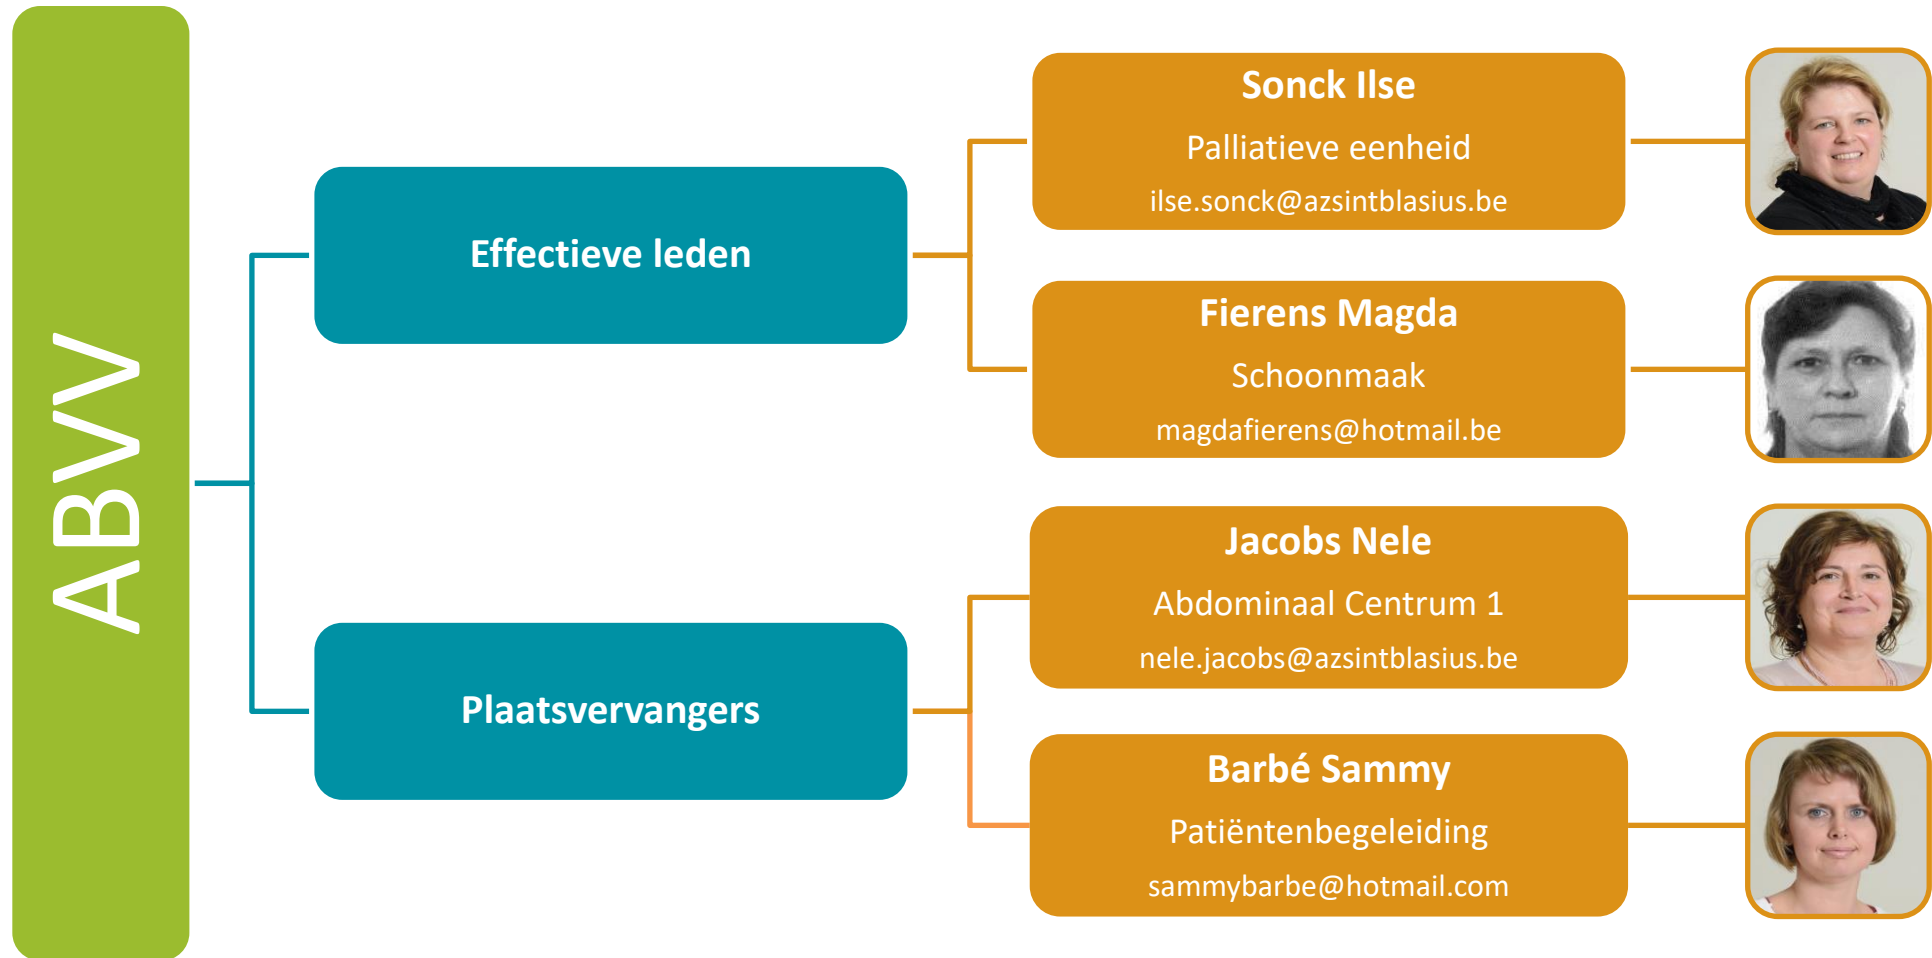 ABVV
Effectieve leden
Sonck Ilse
Palliatieve eenheid
ilse.sonck@azsintblasius.be
Fierens Magda
Schoonmaak
magdafierens@hotmail.be
Plaatsvervangers
Jacobs Nele
Abdominaal Centrum 1
nele.jacobs@azsintblasius.be
Barbé Sammy
Patiëntenbegeleiding
sammybarbe@hotmail.com